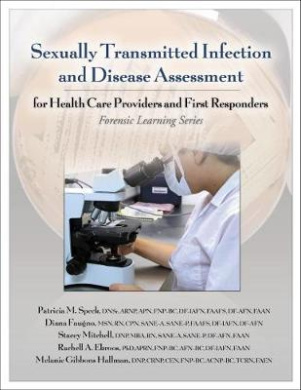 Sexually Transmitted Infection
and Disease Assessment
for Health Care Providers and First Responders
Forensic Learning Series
Patricia M. Speck, DNSc, ARNP, APN, FNP-BC, DF-IAFN, FAAFS, DF-AFN, FAAN
Diana Faugno, MSN, RN, CPN, SANE-A, SANE-P, FAAFS, DF-IAFN, DF-AFN
Stacey Mitchell, DNP, MBA, RN, SANE-A, SANE-P, DF-AFN, FAAN
Rachell A. Ekroos, PhD, APRN, FNP-BC, AFN-BC, DF-IAFN, FAAN
Melanie Gibbons Hallman, DNP, CRNP, CEN, FNP-BC, ACNP-BC, TCRN, FAEN